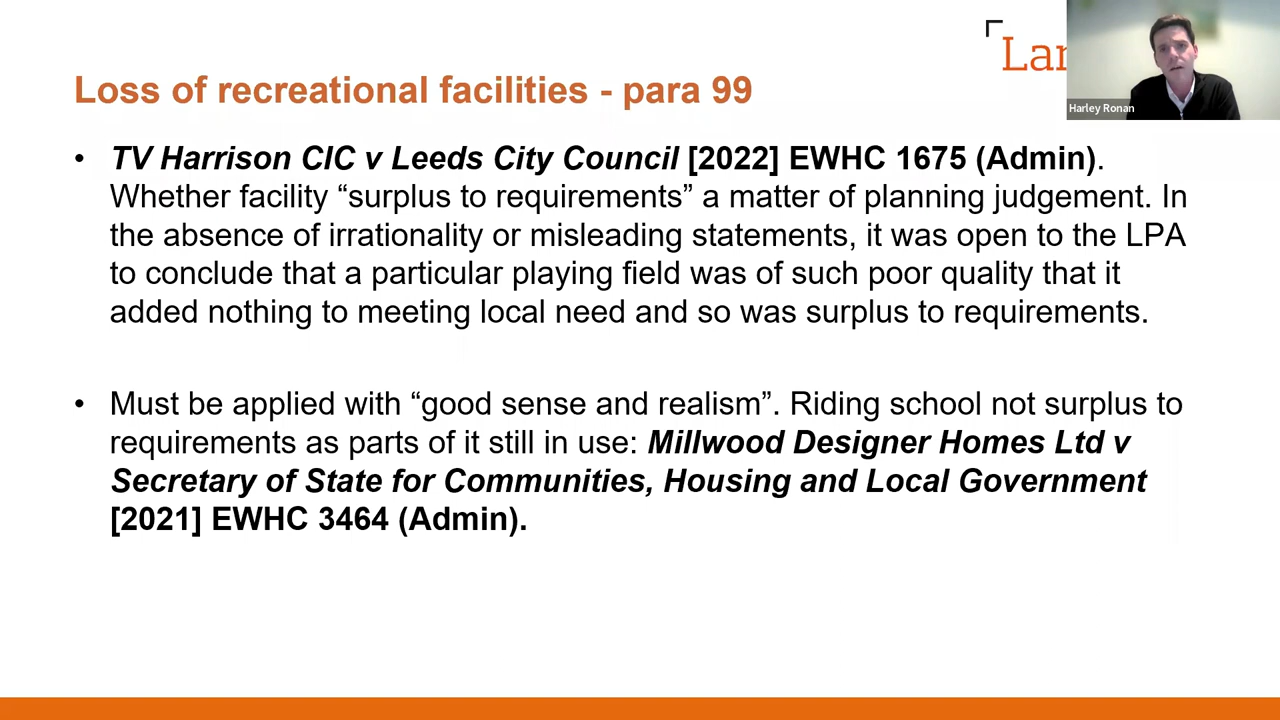 Lan
Harley Ronan
Loss of recreational facilities - para 99
• TV Harrison CIC v Leeds City Council [2022] EWHC 1675 (Admin).
Whether facility “surplus to requirements” a matter of planning judgement. In
the absence of irrationality or misleading statements, it was open to the LPA
to conclude that a particular playing field was of such poor quality that it
added nothing to meeting local need and so was surplus to requirements.
• Must be applied with “good sense and realism”. Riding school not surplus to
requirements as parts of it still in use: Millwood Designer Homes Ltd v
Secretary of State for Communities, Housing and Local Government
[2021] EWHC 3464 (Admin).